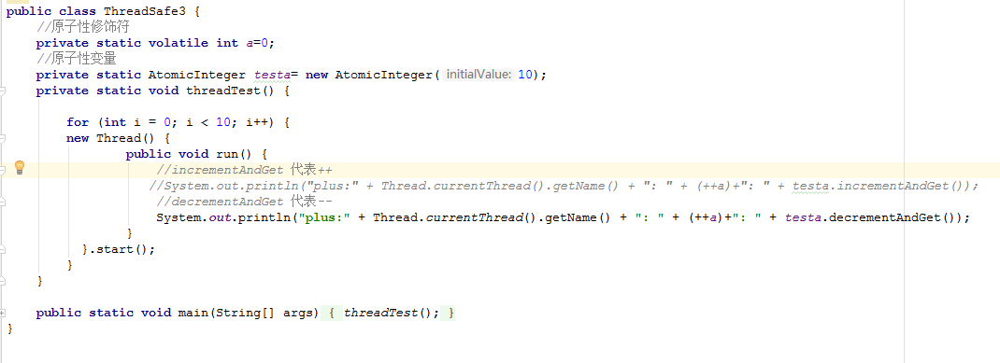 public class ThreadSafe3 {
//原子性修饰符
private static volatile int a=0;
//原子性变量
private static AtomicInteger testa= new AtomicInteger( initialValue: 10);
private static void threadTest() {
for (int i = 0; i < 10; i++) {
new Thread() {
public void run() {
//incrementAndGet 代表++
//System.out.println("plus:" + Thread.currentThread().getName() + ": " + (++a)+": " + testa.incrementAndGet());
//decrementAndGet 代表--
System.out.println("plus:" + Thread.currentThread().getName() + ": " + (++a)+": " + testa.decrementAndGet());
}
}.start();
}
}
public static void main(String[] args) { threadTest(); }
}